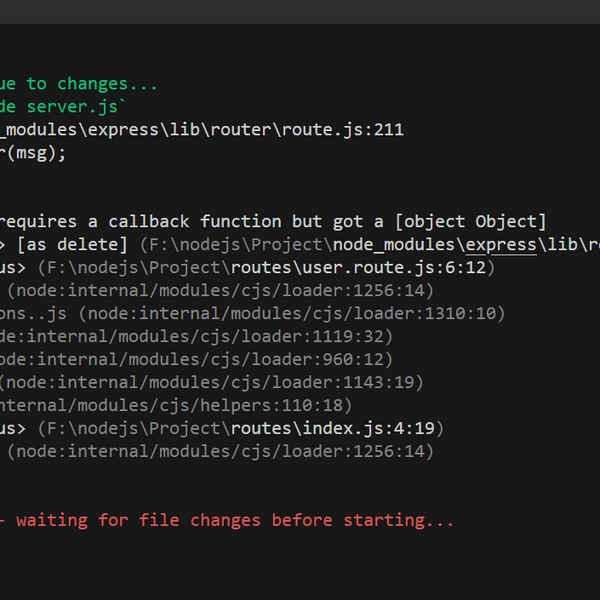 ue to changes...
de server.js`
_modules\express\lib\router\route.js:211
r(msg);
requires a callback function but got a [object Object]
> [as delete] (F:\nodejs\Project\node_modules\express\lib\r
us> (F:\nodejs\Project\routes\user.route.js:6:12)
(node:internal/modules/cjs/loader:1256:14)
ons..js (node:internal/modules/cjs/loader:1310:10)
de:internal/modules/cjs/loader:1119:32)
ode:internal/modules/cjs/loader:960:12)
(node:internal/modules/cjs/loader:1143:19)
nternal/modules/cjs/helpers:110:18)
us> (F:\nodejs\Project\routes\index.js:4:19)
(node:internal/modules/cjs/loader:1256:14)
- waiting for file changes before starting...